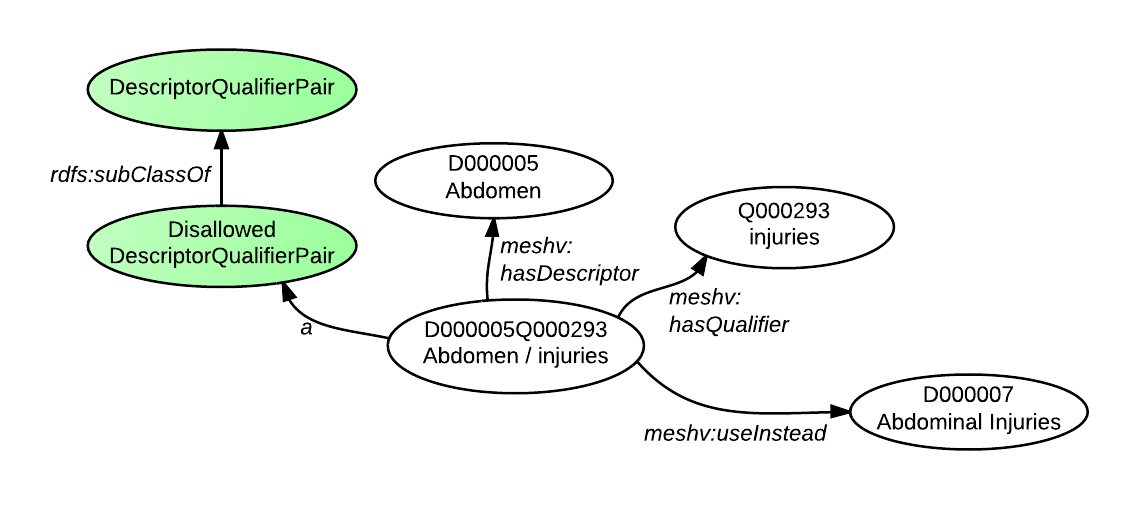 DescriptorQualifierPair
rdfs:subClassOf
Disallowed
DescriptorQualifierPair
D000005
Abdomen
Q000293
injuries
meshv:
hasDescriptor
meshv:
hasQualifier
a
D000005Q000293
Abdomen / injuries
D000007
Abdominal Injuries
meshv:useInstead